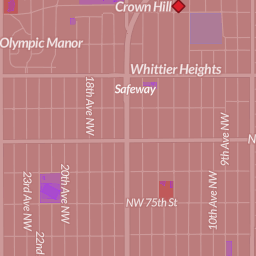 Crown Hill
Olympic Manor
Whittier Heights
18th Ave NW
Safeway
9th Ave NW
N
20th Ave NW
23rd Ave NW
10th Ave NW
NW 75th St
22nd